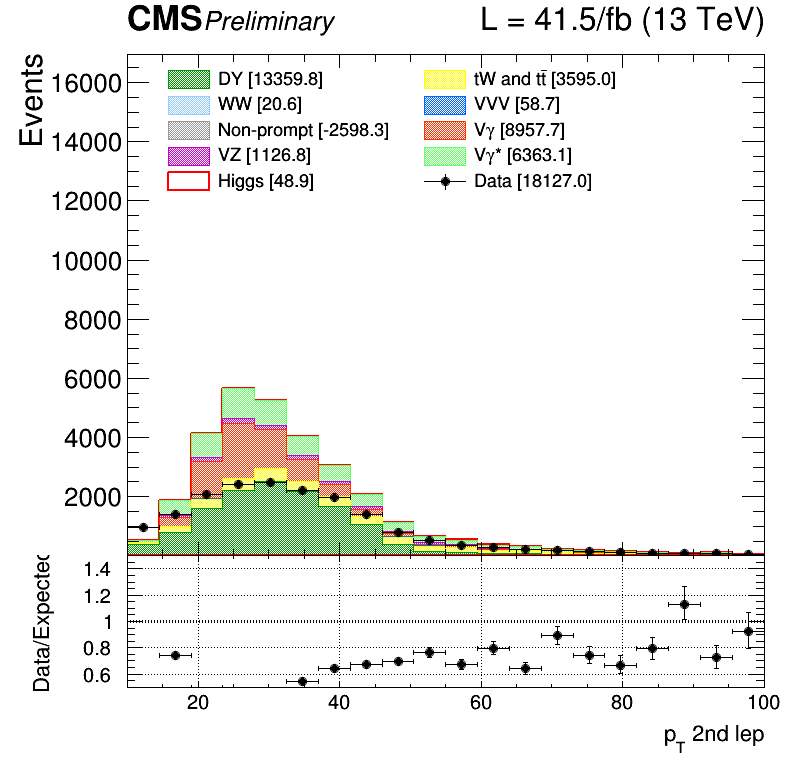 CMS Preliminary L = 41.5/fb (13 TeV)
Events
16000
14000
12000
10000
8000
6000
4000
2000
DY [13359.8]
WW [20.6]
Non-prompt [-2598.3]
VZ [1126.8]
Higgs [48.9]
tW and tt̄ [3595.0]
VVV [58.7]
Vγ [8957.7]
Vγ* [6363.1]
Data [18127.0]
Data/Expected
1.4
1.2
1
0.8
0.6
20 40 60 80 100
p_T 2nd lep